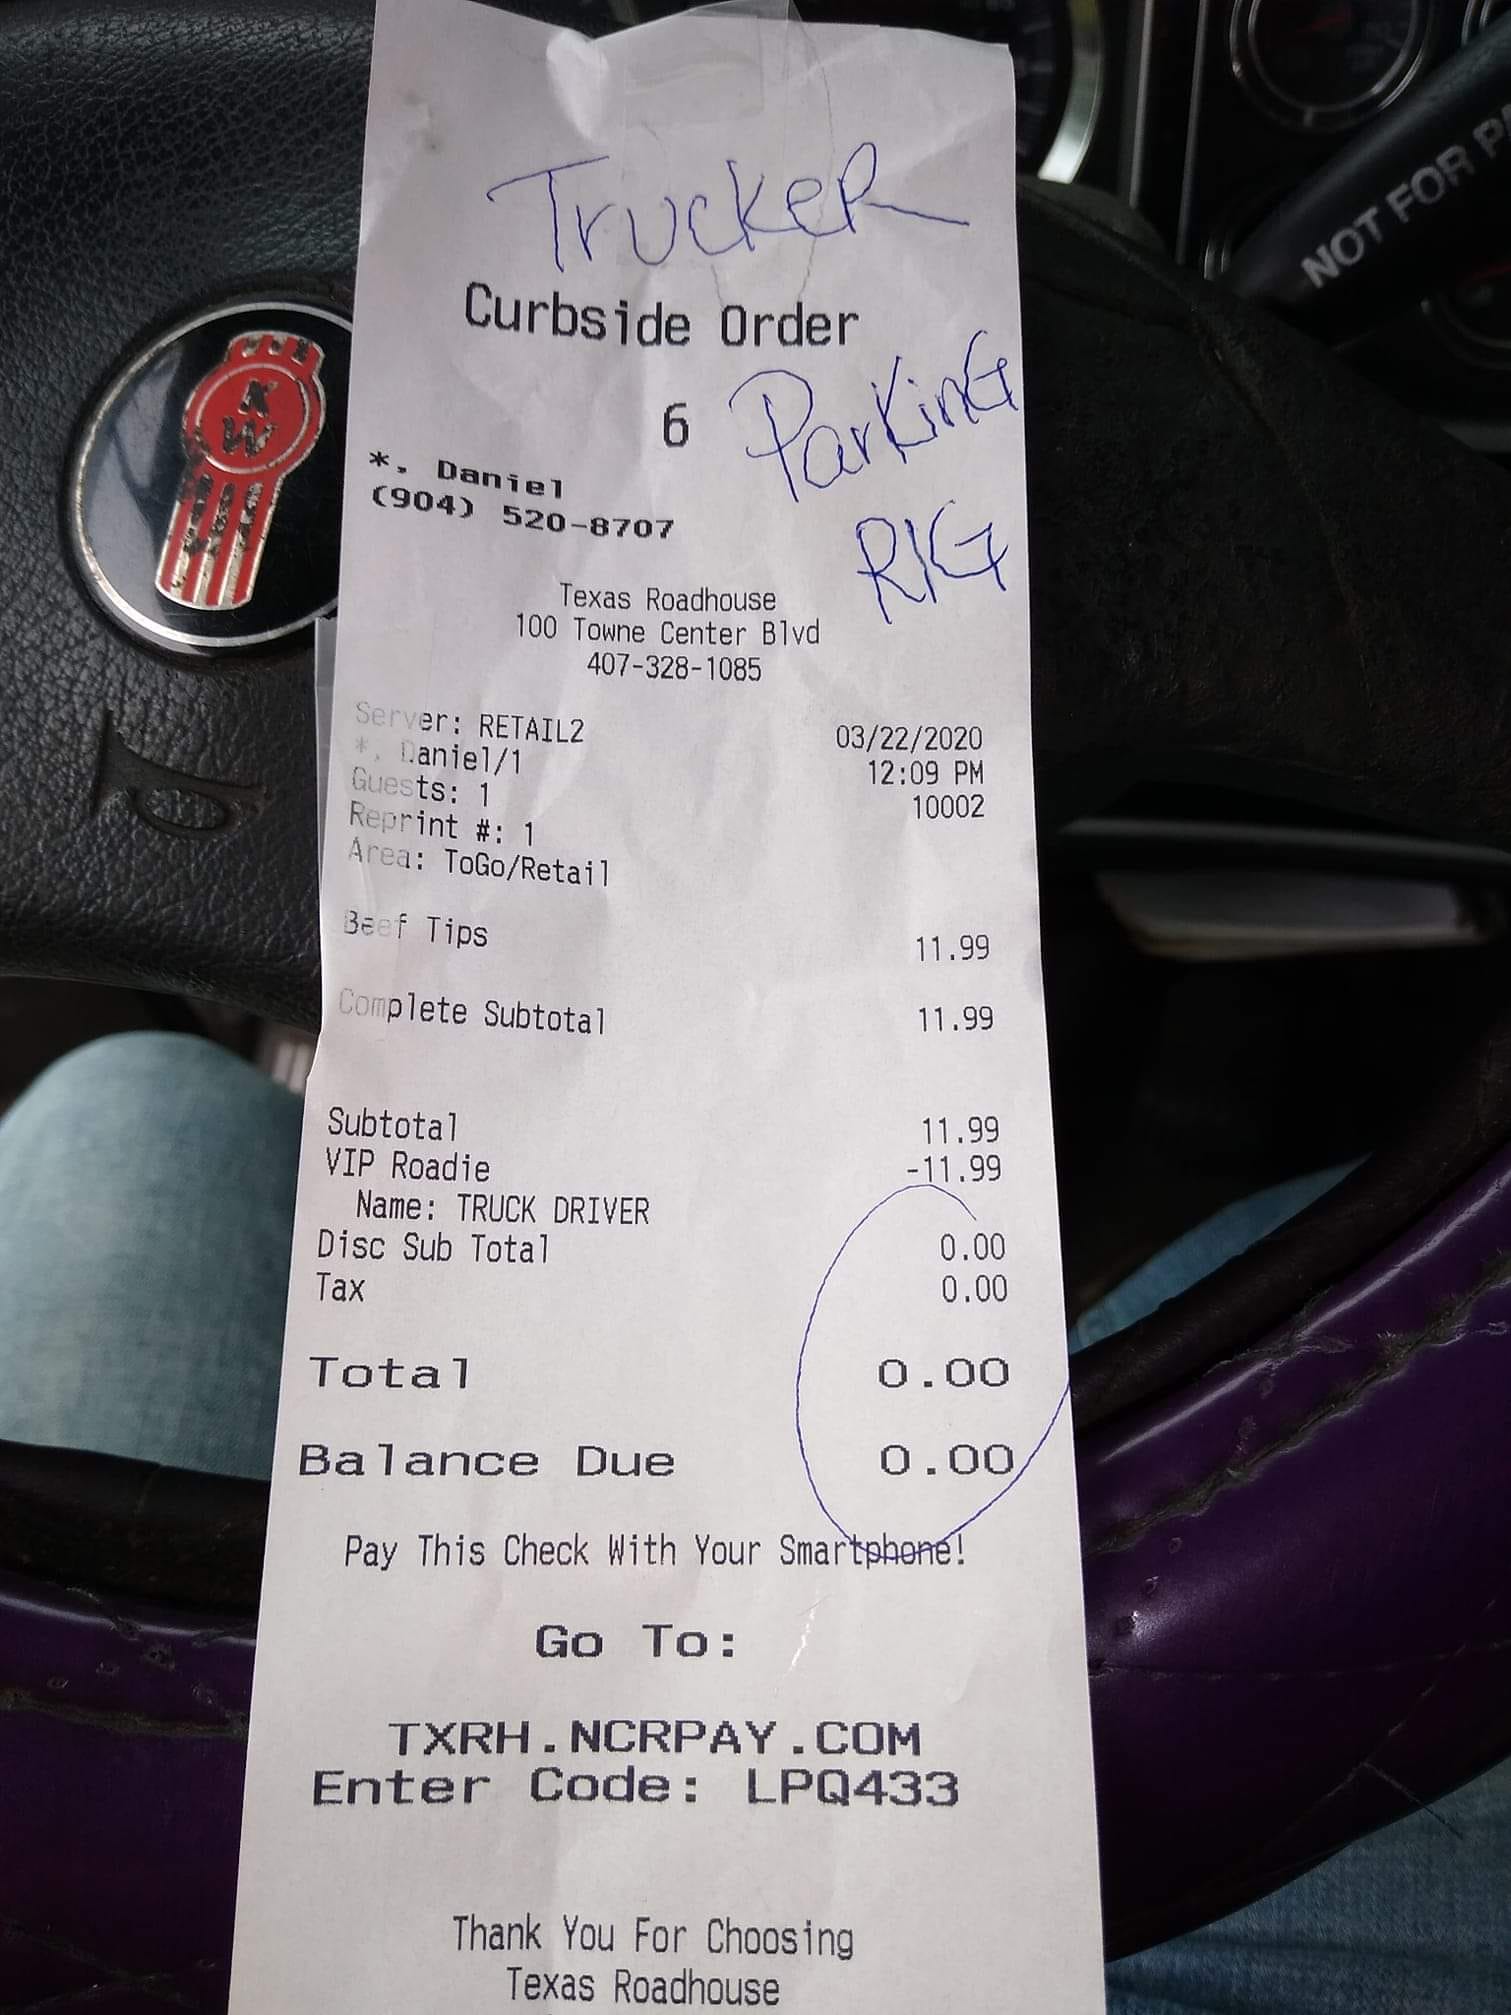 TruckeR
Curbside Order
6 ParkinG
*, Daniel
(904) 520-8707
RIG
Texas Roadhouse
100 Towne Center Blvd
407-328-1085
Server: RETAIL2 03/22/2020
*, Daniel/1 12:09 PM
Guests: 1 10002
Reprint #: 1
Area: ToGo/Retail
Beef Tips 11.99
Complete Subtotal 11.99
Subtotal 11.99
VIP Roadie -11.99
Name: TRUCK DRIVER
Disc Sub Total 0.00
Tax 0.00
Total 0.00
Balance Due 0.00
Pay This Check With Your Smartphone!
Go To:
TXRH.NCRPAY.COM
Enter Code: LPQ433
Thank You For Choosing
Texas Roadhouse
KW
NOT FOR